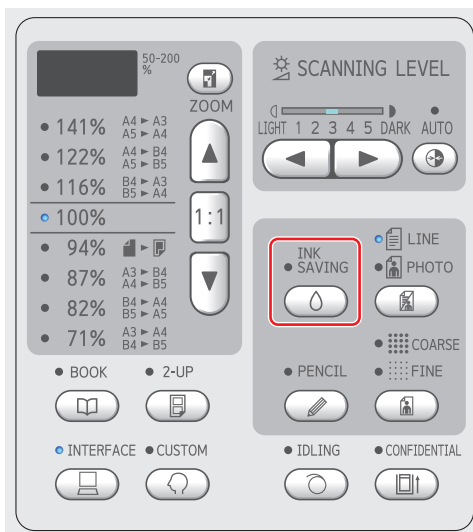 50-200
%
ZOOM
141% A4 ► A3
A5 ► A4
122% A4 ► B4
A5 ► B5
116% B4 ► A3
B5 ► A4
100%
94%
87% A3 ► B4
A4 ► B5
82% B4 ► A4
B5 ► A5
71% A3 ► A4
B4 ► B5
1:1
BOOK
2-UP
INTERFACE
CUSTOM
SCANNING LEVEL
LIGHT 1 2 3 4 5 DARK AUTO
INK
SAVING
LINE
PHOTO
COARSE
FINE
PENCIL
IDLING
CONFIDENTIAL